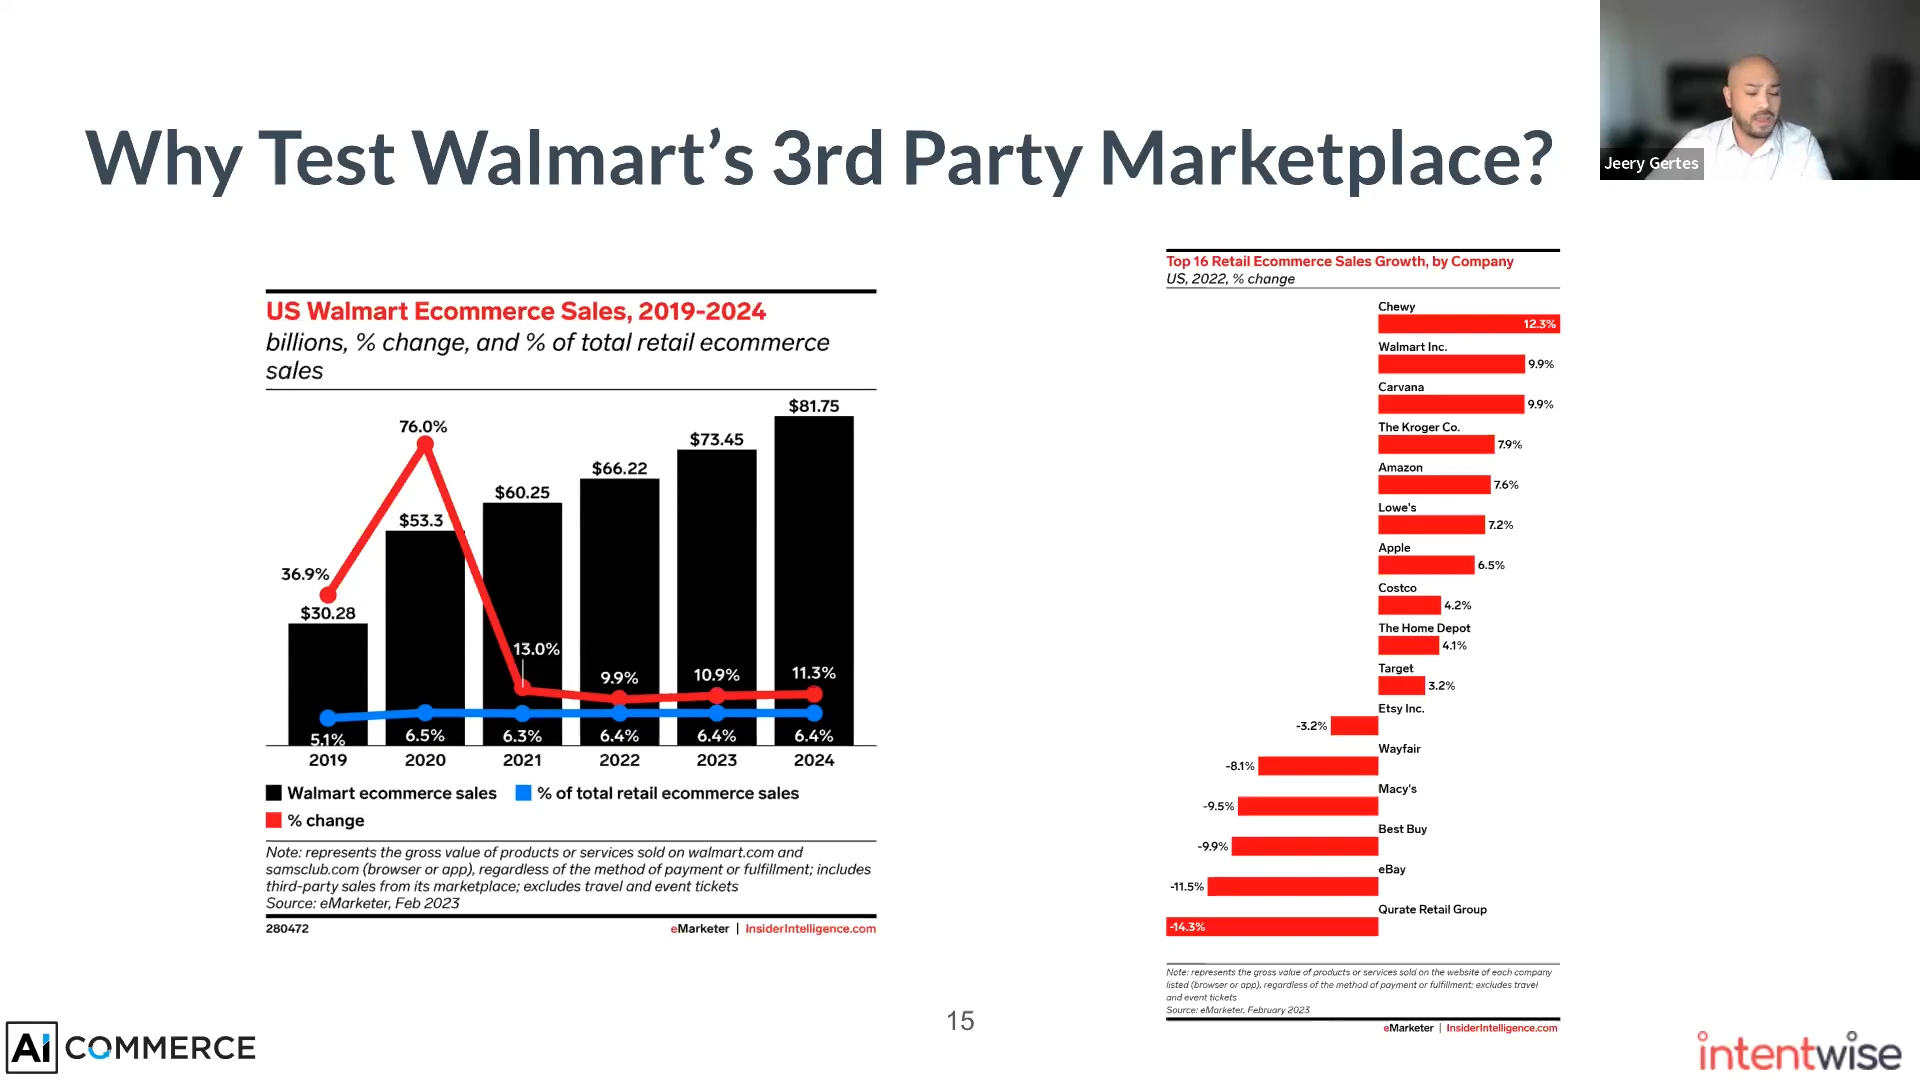 Why Test Walmart’s 3rd Party Marketplace?
Jeery Gertes
US Walmart Ecommerce Sales, 2019-2024
billions, % change, and % of total retail ecommerce
sales
$30.28
$53.3
$60.25
$66.22
$73.45
$81.75
36.9%
76.0%
13.0%
9.9%
10.9%
11.3%
5.1%
6.5%
6.3%
6.4%
6.4%
6.4%
2019
2020
2021
2022
2023
2024
Walmart ecommerce sales
% of total retail ecommerce sales
% change
Note: represents the gross value of products or services sold on walmart.com and
samsclub.com (browser or app), regardless of the method of payment or fulfillment; includes
third-party sales from its marketplace; excludes travel and event tickets
Source: eMarketer, Feb 2023
280472
eMarketer | InsiderIntelligence.com
Top 16 Retail Ecommerce Sales Growth, by Company
US, 2022, % change
Chewy
12.3%
Walmart Inc.
9.9%
Carvana
9.9%
The Kroger Co.
7.9%
Amazon
7.6%
Lowe's
7.2%
Apple
6.5%
Costco
4.2%
The Home Depot
4.1%
Target
3.2%
Etsy Inc.
-3.2%
Wayfair
-8.1%
Macy's
-9.5%
Best Buy
-9.9%
eBay
-11.5%
Qurate Retail Group
-14.3%
Note: represents the gross value of products or services sold on the website of each company
listed (browser or app), regardless of the method of payment or fulfillment; excludes travel
and event tickets
Source: eMarketer, February 2023
eMarketer | InsiderIntelligence.com
15
Ai COMMERCE
intentwise